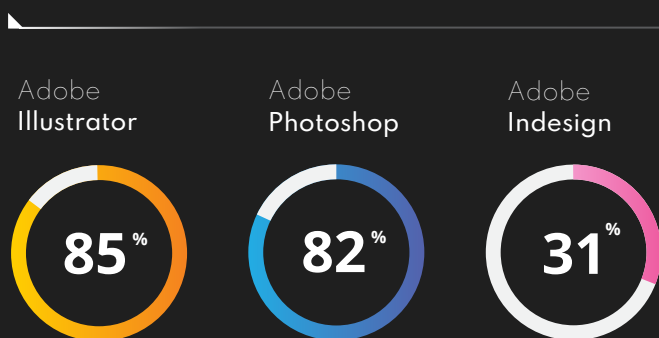 Adobe
Illustrator
Adobe
Photoshop
Adobe
Indesign
85%
82%
31%